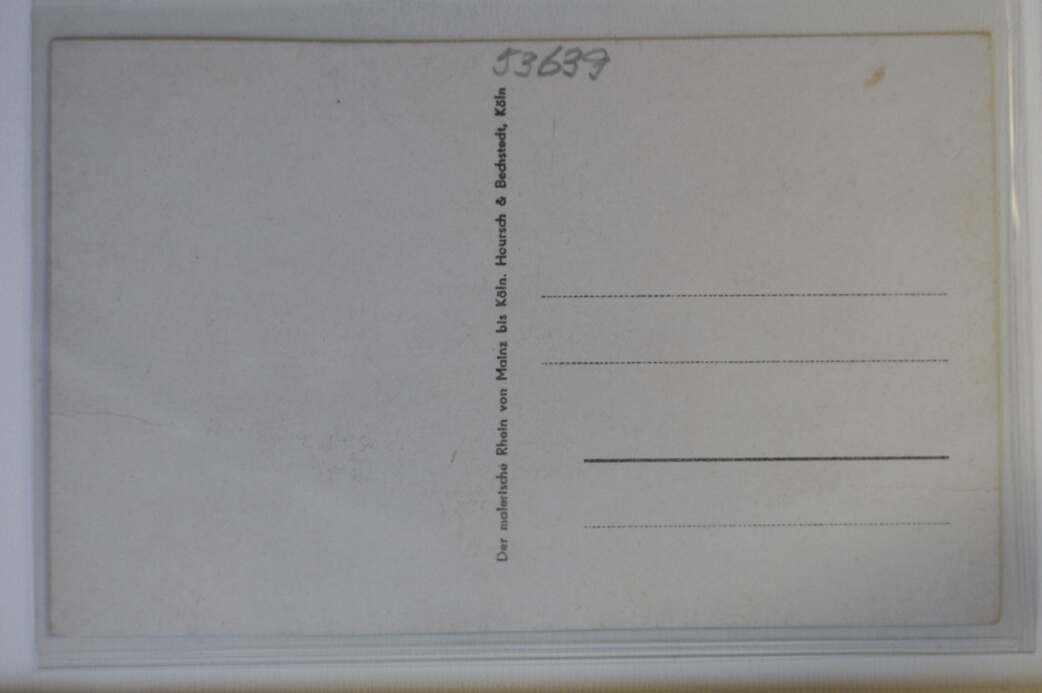 53639
Der malerische Rhein von Mainz bis Köln. Hoursch & Bechstedt, Köln